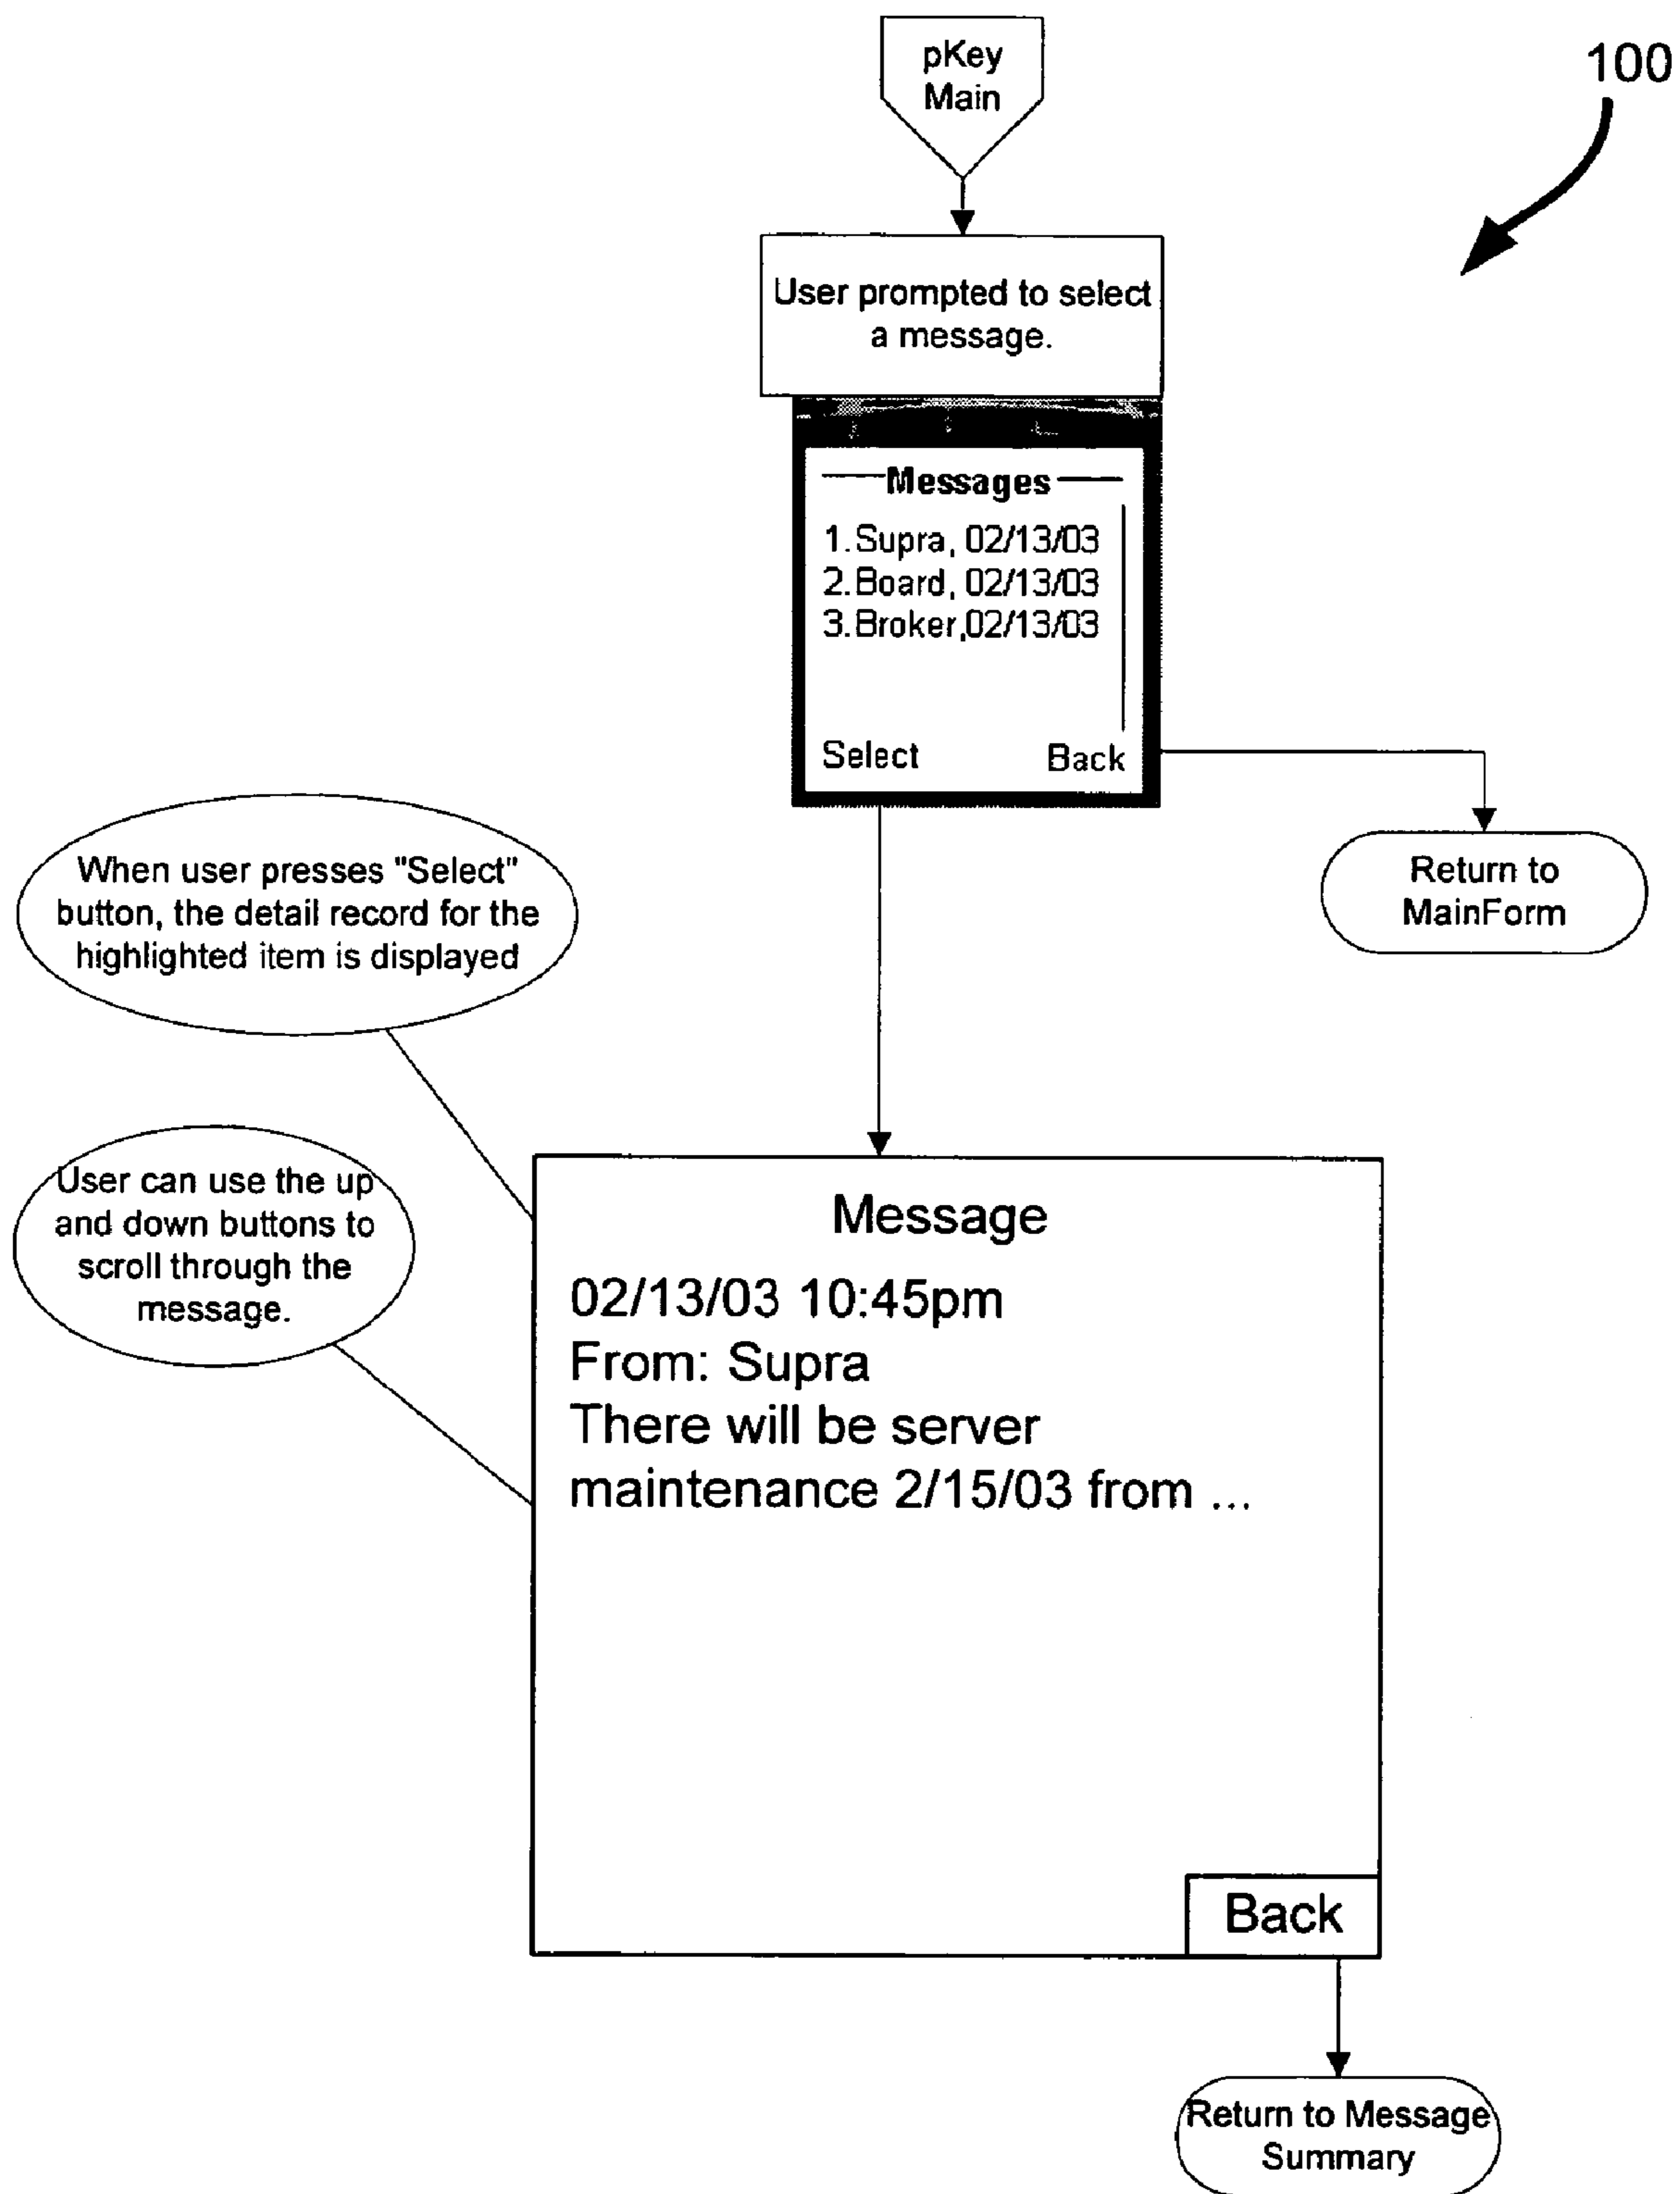 pKey
Main
100
User prompted to select
a message.
Messages
1.Supra, 02/13/03
2.Board, 02/13/03
3.Broker,02/13/03
Select Back
Return to
MainForm
When user presses "Select"
button, the detail record for the
highlighted item is displayed
User can use the up
and down buttons to
scroll through the
message.
Message
02/13/03 10:45pm
From: Supra
There will be server
maintenance 2/15/03 from ...
Back
Return to Message
Summary